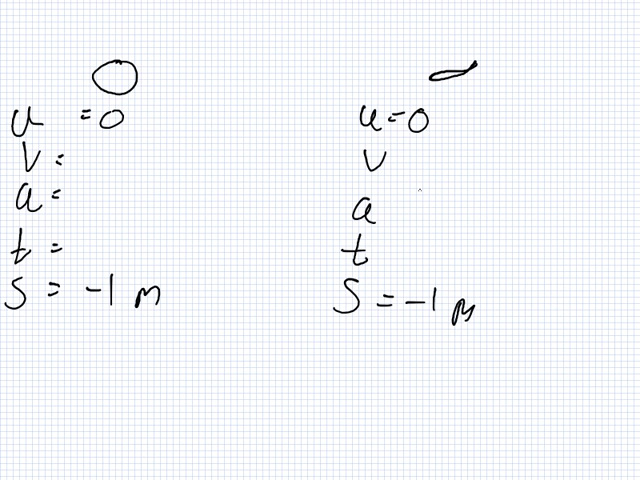 u = 0
v =
a =
t =
s = -1 m
u = 0
v
a
t
s = -1 m